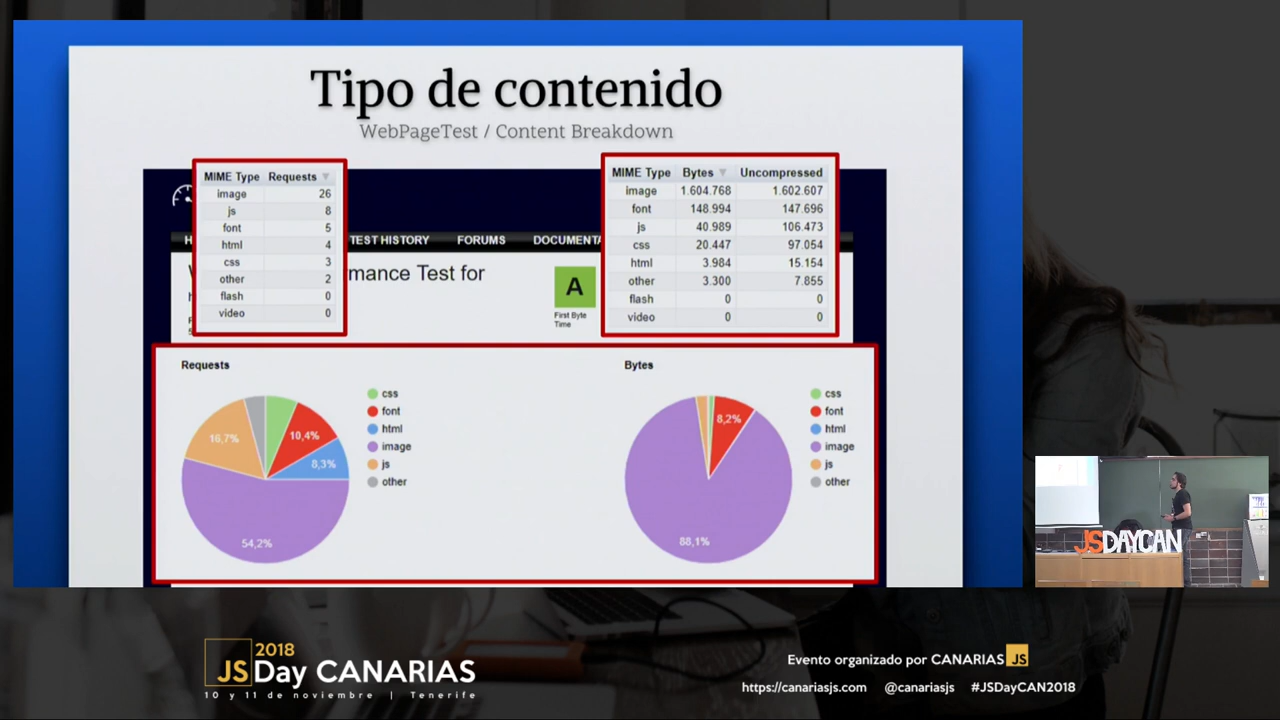 Tipo de contenido
WebPageTest / Content Breakdown
MIME Type Requests
image 26
js 8
font 5
html 4
css 3
other 2
flash 0
video 0
TEST HISTORY FORUMS DOCUMENTA
mance Test for
A
First Byte
Time
MIME Type Bytes Uncompressed
image 1.604.768 1.602.607
font 148.994 147.696
js 40.989 106.473
css 20.447 97.054
html 3.984 15.154
other 3.300 7.855
flash 0 0
video 0 0
Requests
16,7%
10,4%
8,3%
54,2%
css
font
html
image
js
other
Bytes
8,2%
88,1%
css
font
html
image
js
other
JSDAYCAN
2018
JSDay CANARIAS
10 y 11 de noviembre | Tenerife
Evento organizado por CANARIAS JS
https://canariasjs.com @canariasjs #JSDayCAN2018